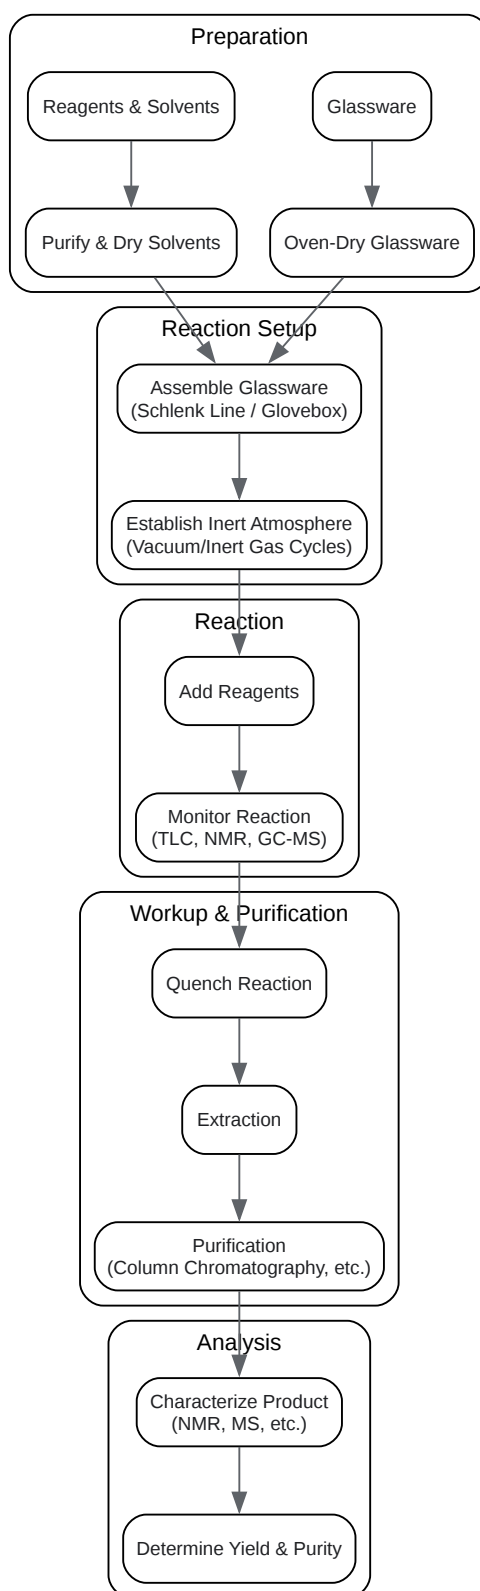 Preparation
Reagents & Solvents
Glassware
Purify & Dry Solvents
Oven-Dry Glassware
Reaction Setup
Assemble Glassware
(Schlenk Line / Glovebox)
Establish Inert Atmosphere
(Vacuum/Inert Gas Cycles)
Reaction
Add Reagents
Monitor Reaction
(TLC, NMR, GC-MS)
Workup & Purification
Quench Reaction
Extraction
Purification
(Column Chromatography, etc.)
Analysis
Characterize Product
(NMR, MS, etc.)
Determine Yield & Purity